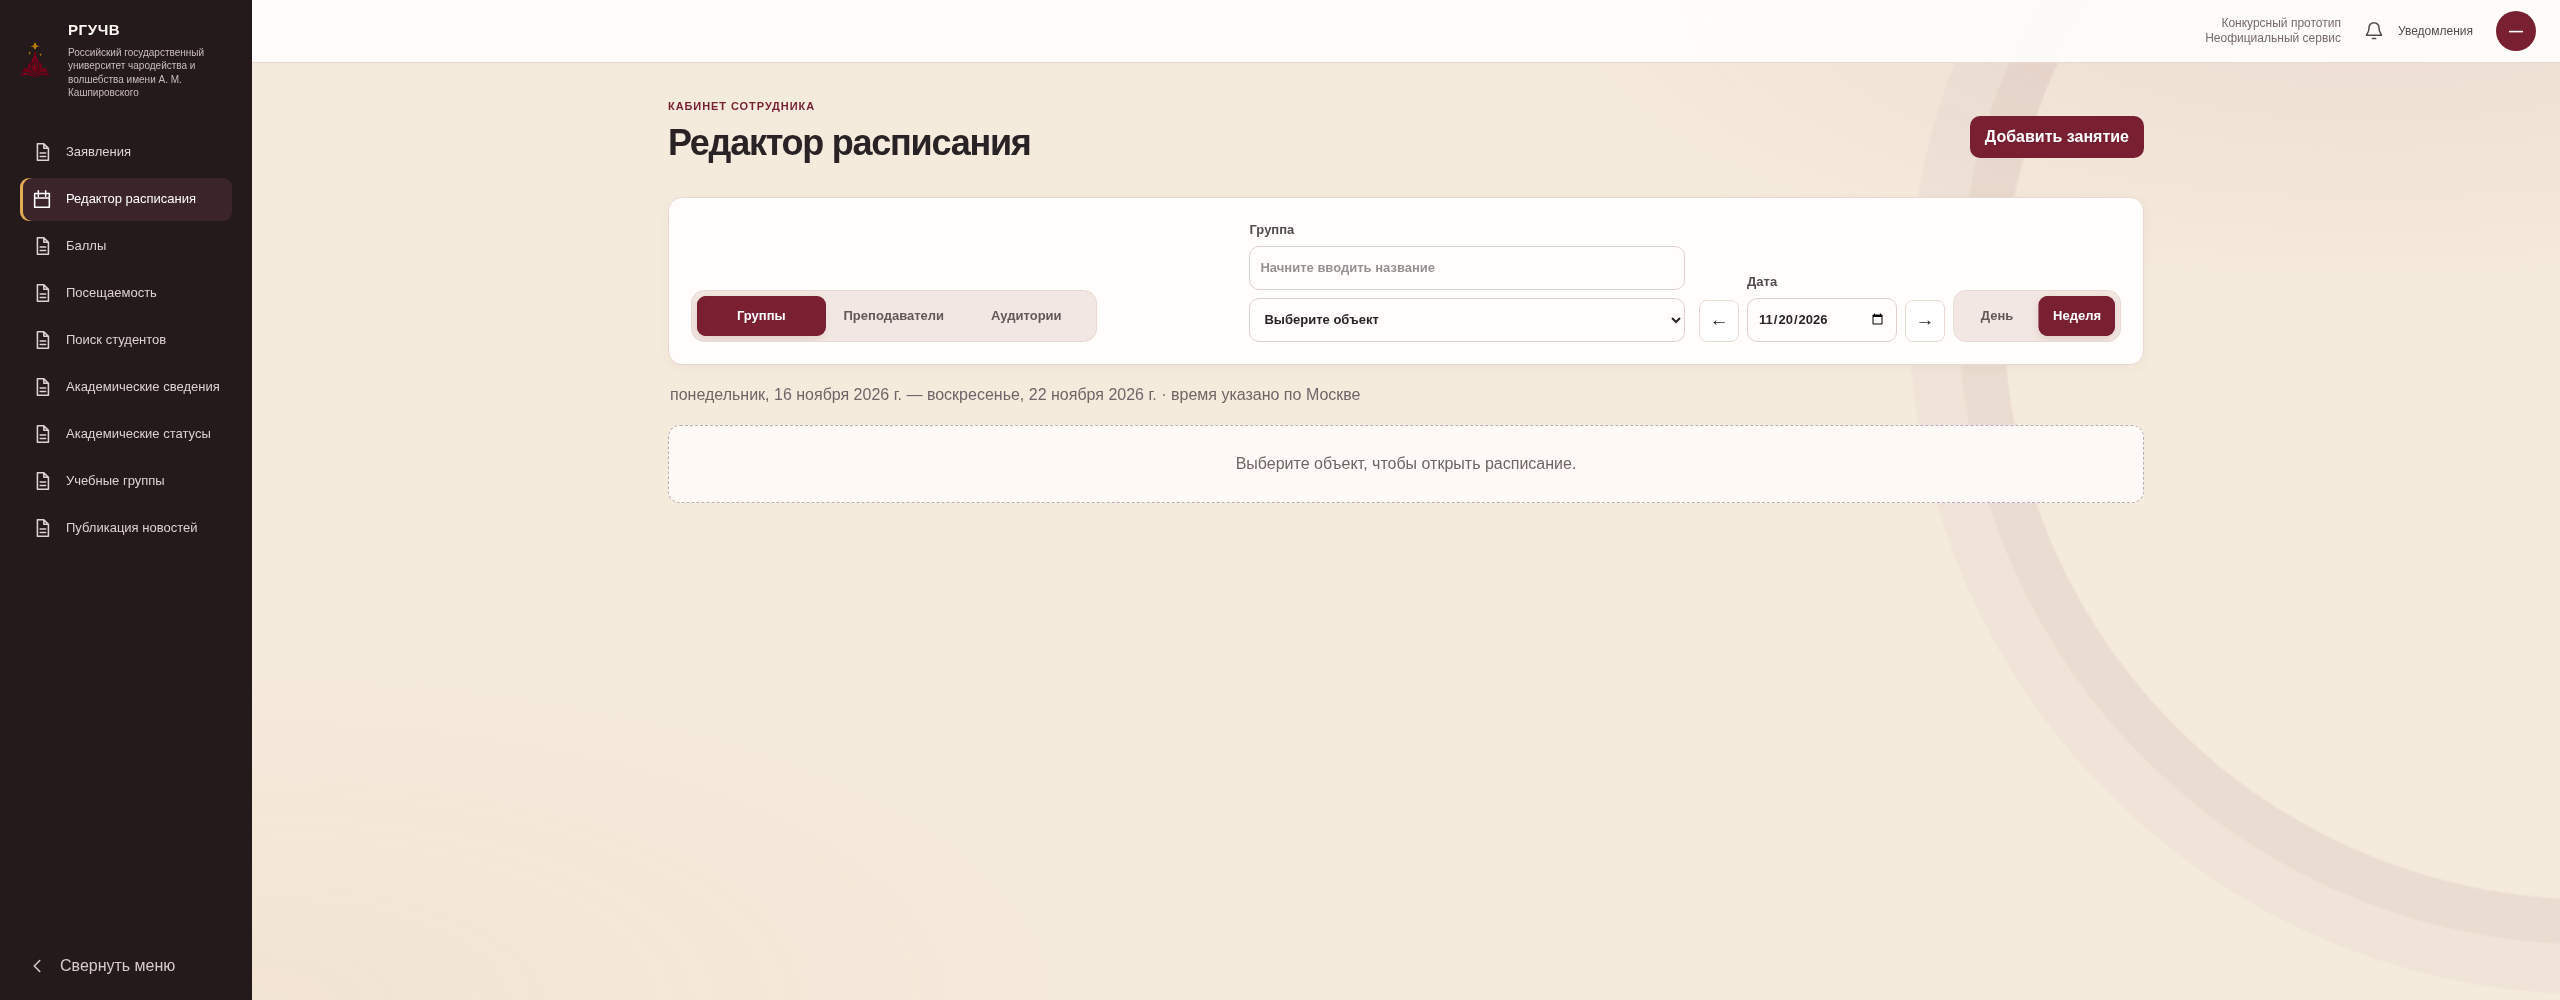 РГУЧВ
Российский государственный
университет чародейства и
волшебства имени А. М.
Кашпировского
Заявления
Редактор расписания
Баллы
Посещаемость
Поиск студентов
Академические сведения
Академические статусы
Учебные группы
Публикация новостей
Свернуть меню
Конкурсный прототип
Неофициальный сервис
Уведомления
—
КАБИНЕТ СОТРУДНИКА
Редактор расписания
Добавить занятие
Группы
Преподаватели
Аудитории
Группа
Начните вводить название
Выберите объект
←
Дата
11/20/2026
→
День
Неделя
понедельник, 16 ноября 2026 г. — воскресенье, 22 ноября 2026 г. · время указано по Москве
Выберите объект, чтобы открыть расписание.